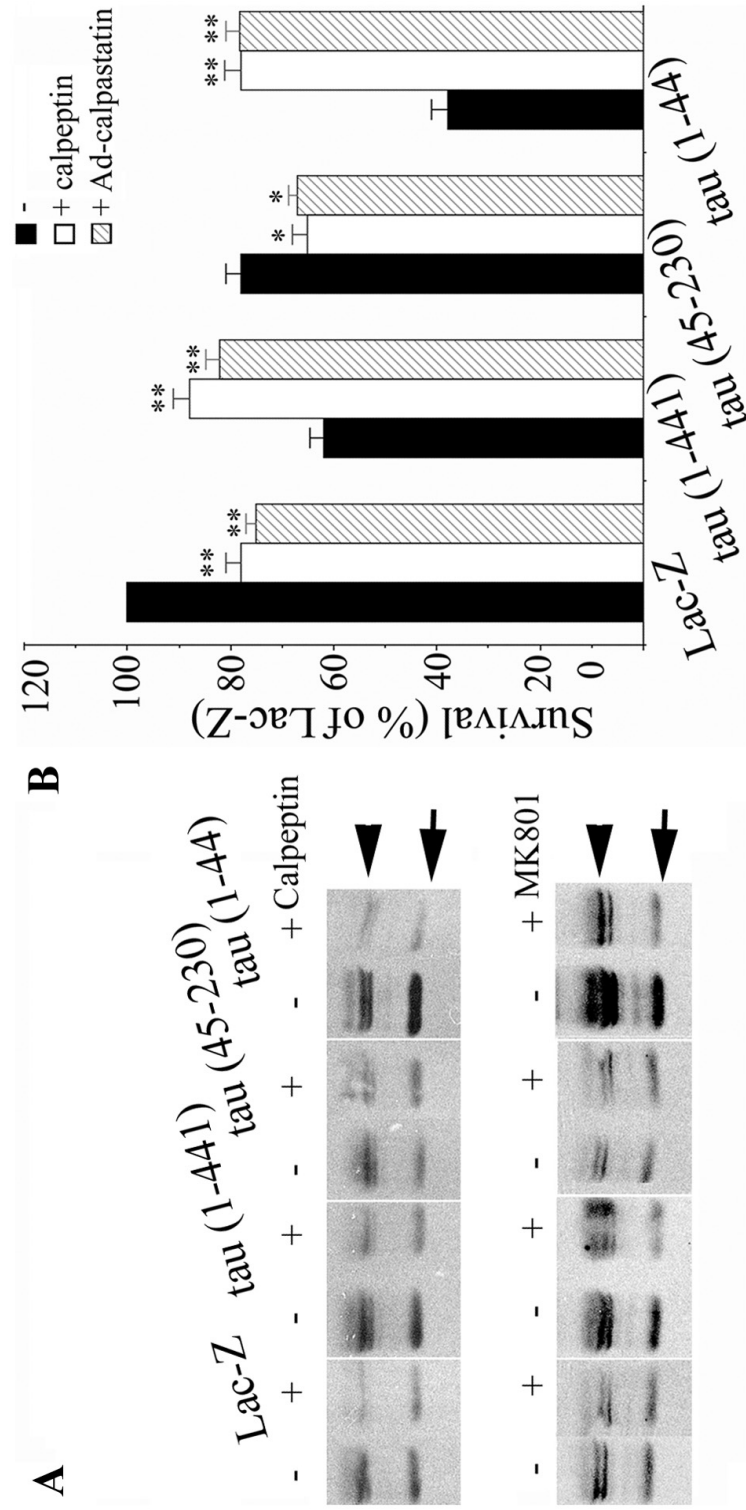 A
Lac-Z tau (1-441) tau (45-230) tau (1-44)
- + - + - + - + Calpeptin
- + - + - + - + MK801
B
-
+ calpeptin
+ Ad-calpastatin
Survival (% of Lac-Z)
120
100
80
60
40
20
0
** **
** **
* *
** **
Lac-Z
tau (1-441)
tau (45-230)
tau (1-44)